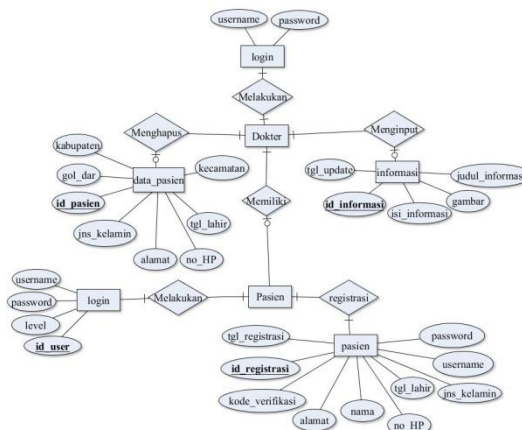 username
password
login
Melakukan
Menghapus
Dokter
Menginput
kabupaten
kecamatan
gol_dar
data_pasien
id_pasien
jns_kelamin
tgl_lahir
alamat
no_HP
tgl_update
informasi
judul_informasi
id_informasi
gambar
isi_informasi
Memiliki
username
password
login
level
id_user
Melakukan
Pasien
registrasi
tgl_registrasi
pasien
password
id_registrasi
username
kode_verifikasi
tgl_lahir
jns_kelamin
alamat
nama
no_HP